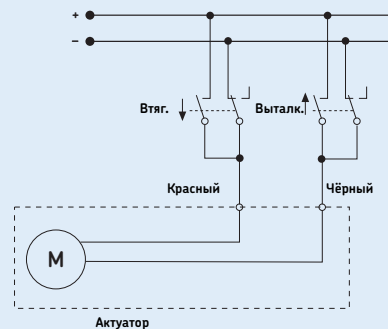 +
–
Втяг.
Выталк.
Красный
Чёрный
M
Актуатор